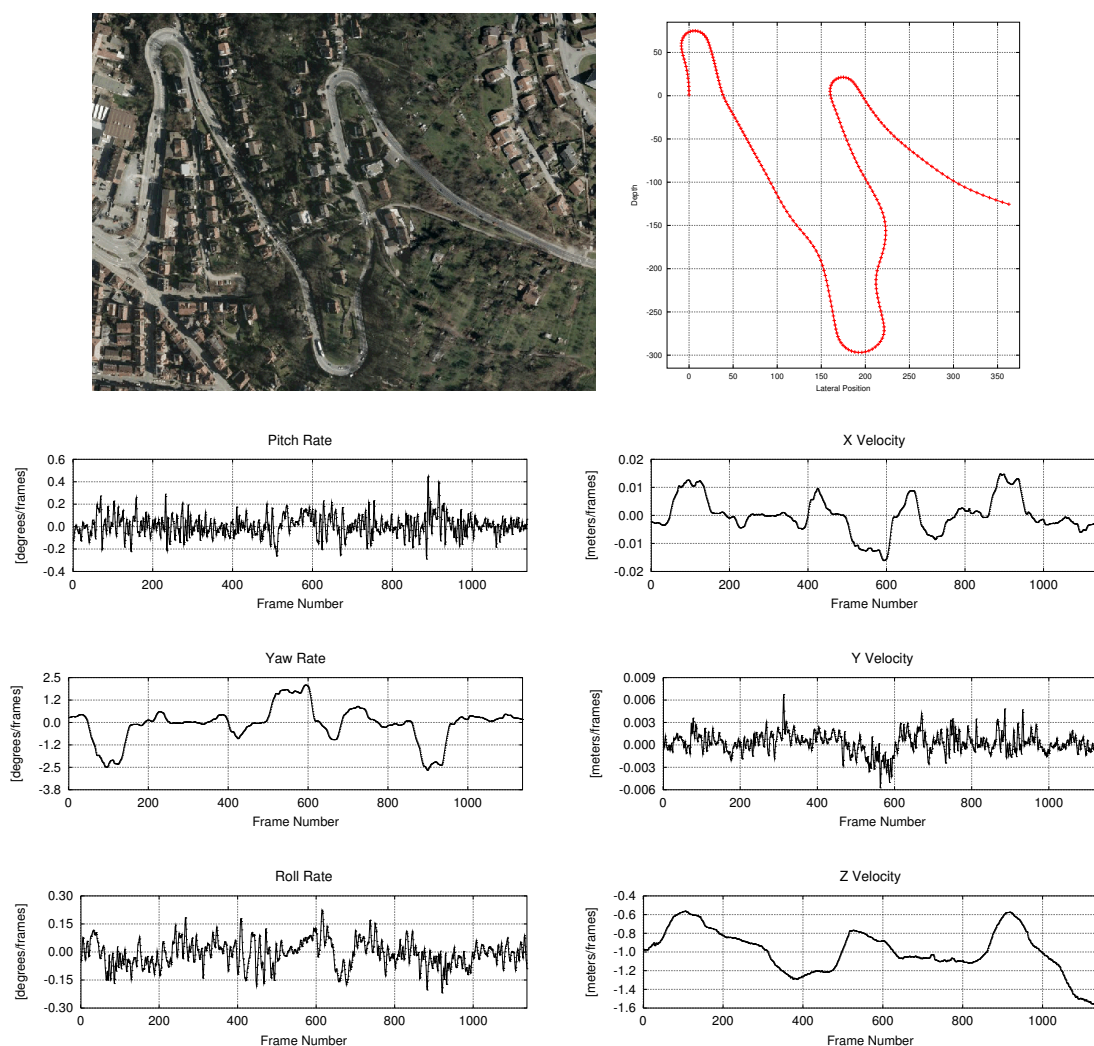 50
0
-50
-100
-150
-200
-250
-300
Depth
0 50 100 150 200 250 300 350
Lateral Position
Pitch Rate
0.6
0.4
0.2
0.0
-0.2
-0.4
[degrees/frames]
0 200 400 600 800 1000
Frame Number
X Velocity
0.02
0.01
0.00
-0.01
-0.02
[meters/frames]
0 200 400 600 800 1000
Frame Number
Yaw Rate
2.5
1.2
0.0
-1.2
-2.5
-3.8
[degrees/frames]
0 200 400 600 800 1000
Frame Number
Y Velocity
0.009
0.006
0.003
0.000
-0.003
-0.006
[meters/frames]
0 200 400 600 800 1000
Frame Number
Roll Rate
0.30
0.15
0.00
-0.15
-0.30
[degrees/frames]
0 200 400 600 800 1000
Frame Number
Z Velocity
-0.4
-0.6
-0.8
-1.0
-1.2
-1.4
-1.6
[meters/frames]
0 200 400 600 800 1000
Frame Number